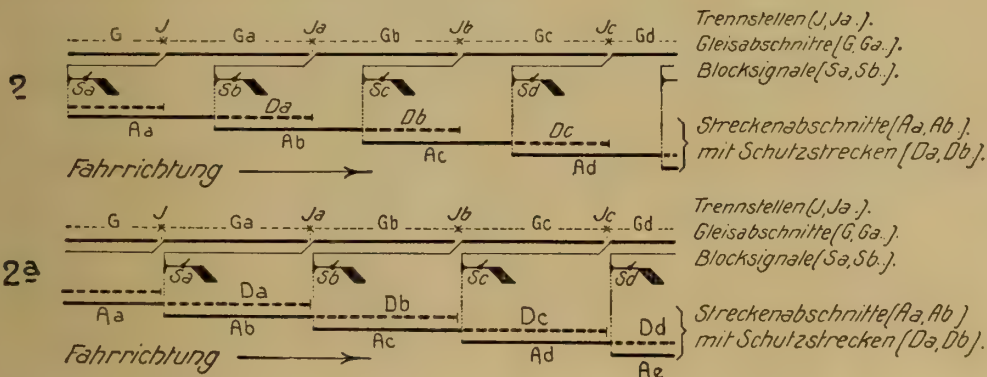 G J Ga Ja Gb Jb Gc Jc Gd
Trennstellen (J, Ja.).
Gleisabschnitte (G, Ga..).
Blocksignale (Sa, Sb..).
2
Sa Sb Sc Sd
Da Db Dc
Aa Ab Ac Ad
Streckenabschnitte (Aa, Ab.).
mit Schutzstrecken (Da, Db.).
Fahrrichtung
G J Ga Ja Gb Jb Gc Jc Gd
Trennstellen (J, Ja.).
Gleisabschnitte (G, Ga..).
Blocksignale (Sa, Sb..).
2a
Sa Sb Sc Sd
Da Db Dc Dd
Aa Ab Ac Ad Ae
Streckenabschnitte (Aa, Ab)
mit Schutzstrecken (Da, Db).
Fahrrichtung